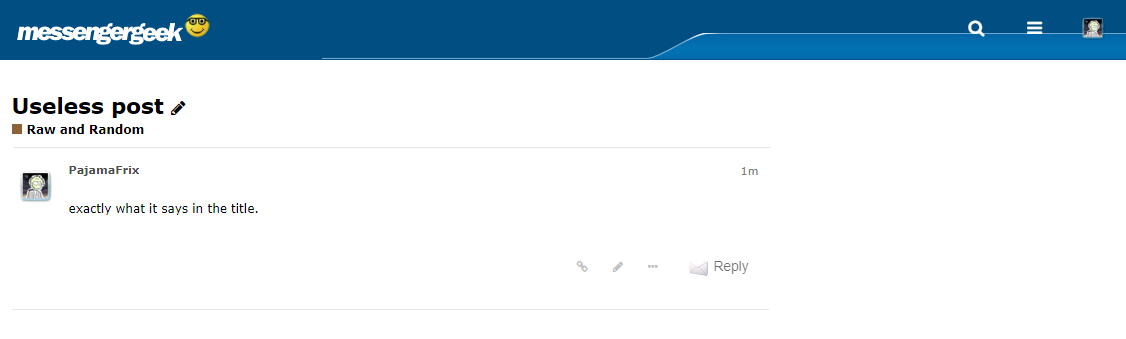 messengergeek
Useless post
Raw and Random
PajamaFrix
1m
exactly what it says in the title.
Reply